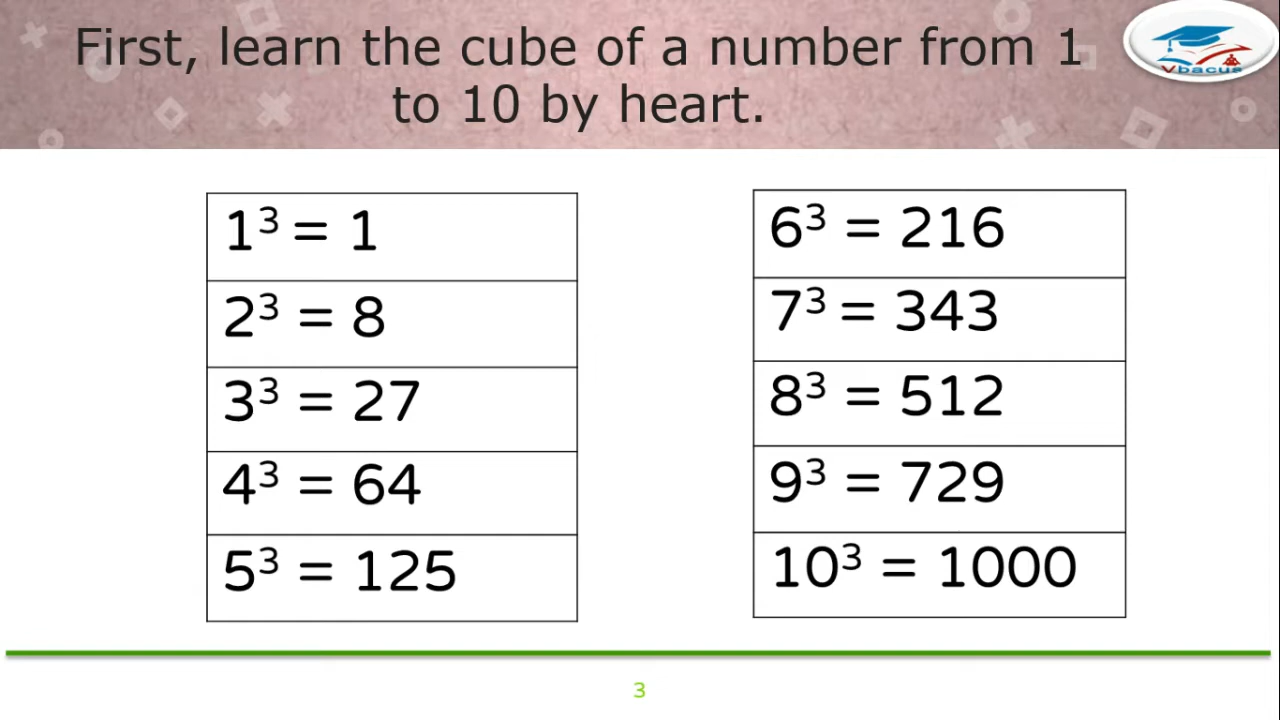 First, learn the cube of a number from 1
to 10 by heart.
Vbacus
1³ = 1
2³ = 8
3³ = 27
4³ = 64
5³ = 125
6³ = 216
7³ = 343
8³ = 512
9³ = 729
10³ = 1000
3